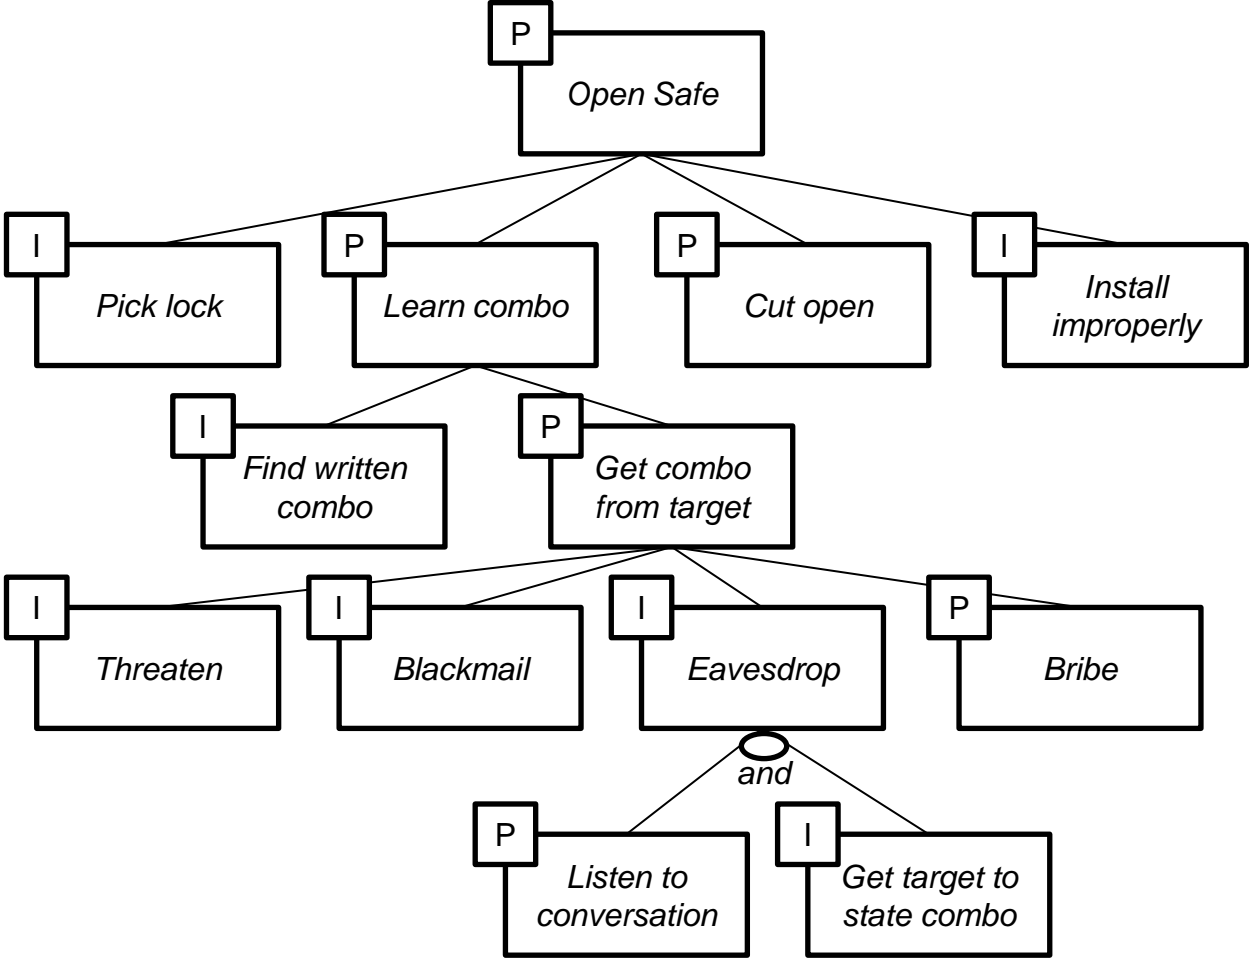 P
Open Safe
I
P
P
I
Pick lock
Learn combo
Cut open
Install
improperly
I
P
Find written
combo
Get combo
from target
I
I
I
P
Threaten
Blackmail
Eavesdrop
Bribe
and
P
I
Listen to
conversation
Get target to
state combo